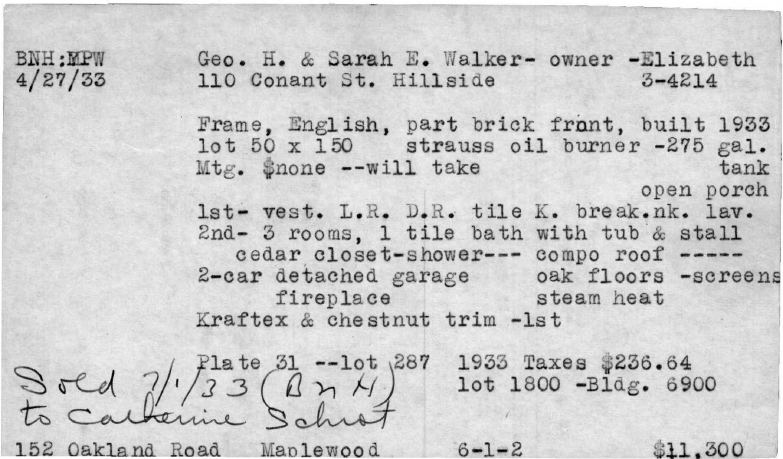 BNH:MPW Geo. H. & Sarah E. Walker- owner -Elizabeth
4/27/33 110 Conant St. Hillside 3-4214
Frame, English, part brick front, built 1933
lot 50 x 150 strauss oil burner -275 gal.
Mtg. $none --will take tank
open porch
1st- vest. L.R. D.R. tile K. break.nk. lav.
2nd- 3 rooms, 1 tile bath with tub & stall
cedar closet-shower--- compo roof -----
2-car detached garage oak floors -screens
fireplace steam heat
Kraftex & chestnut trim -1st
Plate 31 --lot 287 1933 Taxes $236.64
lot 1800 -Bldg. 6900
Sold 7/1/33 (BNH)
to Catherine Schrot
152 Oakland Road Maplewood 6-1-2 $11,300